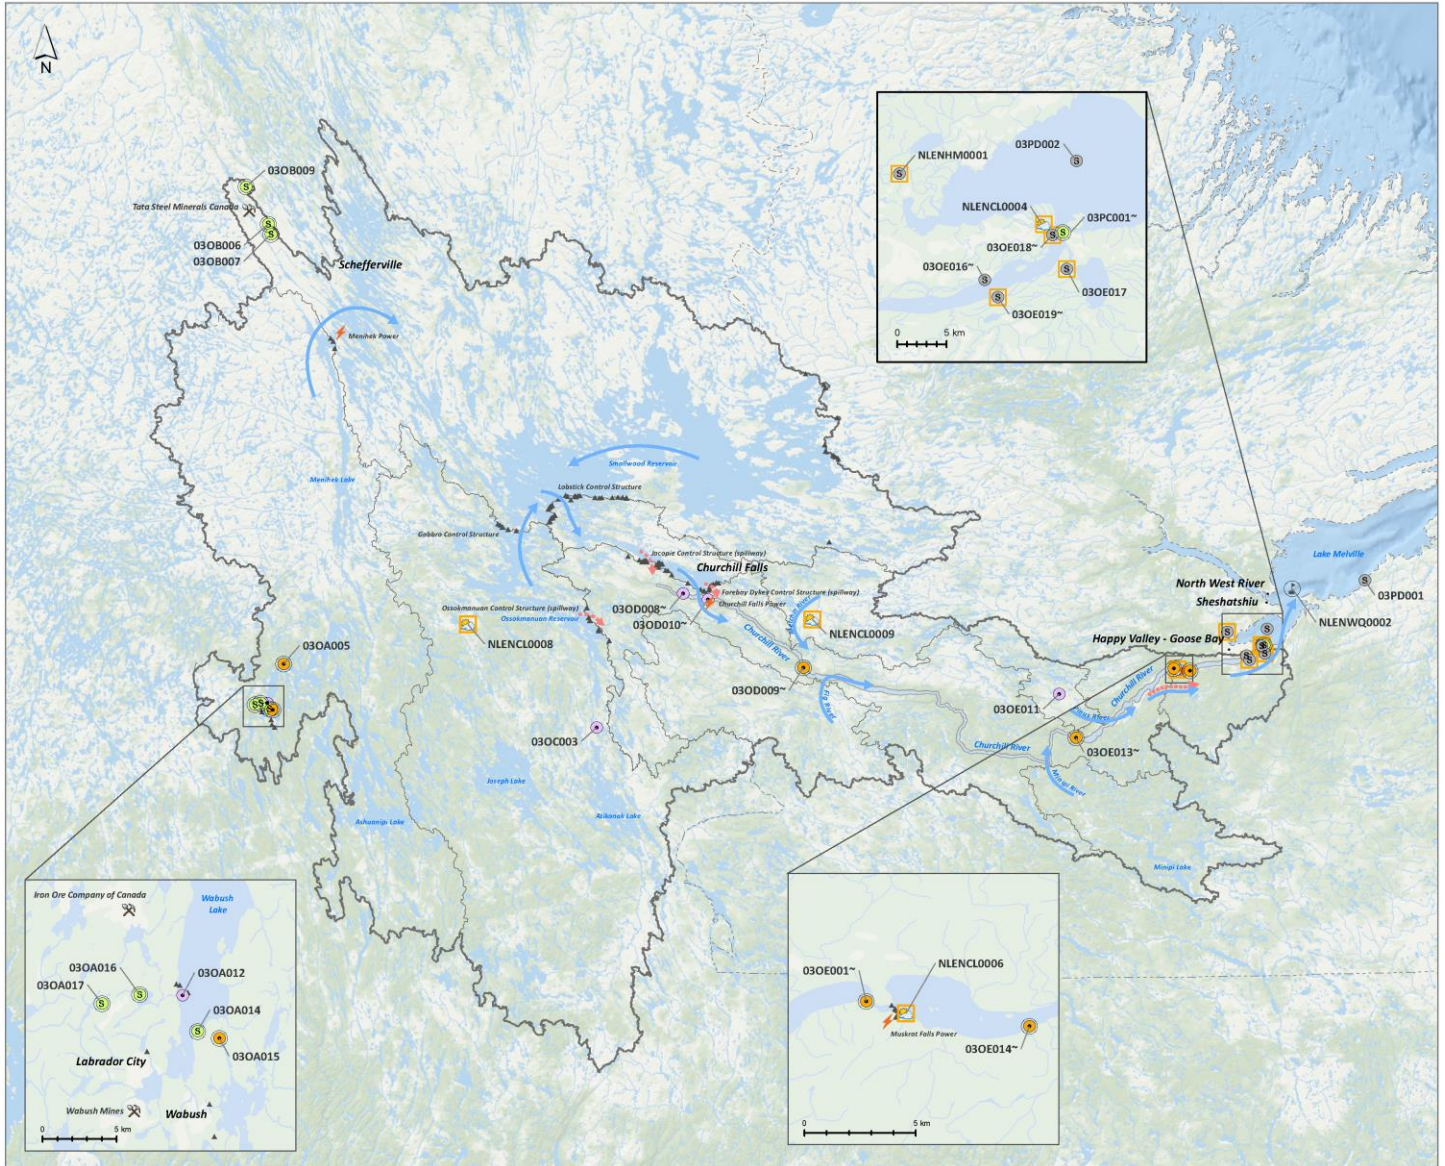 N
03OB009
Tata Steel Minerals Canada
S
S
S
03OB006
03OB007
Schefferville
Menihek Power
Menihek Lake
Smallwood Reservoir
Lobstick Control Structure
Gabbro Control Structure
Jacopie Control Structure (spillway)
Churchill Falls
Forebay Dykes Control Structure (spillway)
Churchill Falls Power
03OD008~
03OD010~
Ossokmanuan Control Structure (spillway)
Ossokmanuan Reservoir
NLENCL0008
NLENCL0009
Churchill River
03OD009~
Fig River
03OA005
03OC003
Joseph Lake
Ashuanipi Lake
Atikonak Lake
03OE011
Churchill River
03OE013~
Minipi River
Minipi Lake
Churchill River
Happy Valley - Goose Bay
North West River
Sheshatshiu
Lake Melville
S
03PD001
NLENWQ0002
NLENHM0001
S
03PD002
S
NLENCL0004
03PC001~
S
S
03OE018~
03OE016~
S
S
03OE017
S
03OE019~
0
5 km
Iron Ore Company of Canada
Wabush
Lake
03OA016
03OA012
03OA017
S
S
03OA014
S
03OA015
Labrador City
Wabush Mines
Wabush
0
5 km
03OE001~
NLENCL0006
Muskrat Falls Power
03OE014~
0
5 km